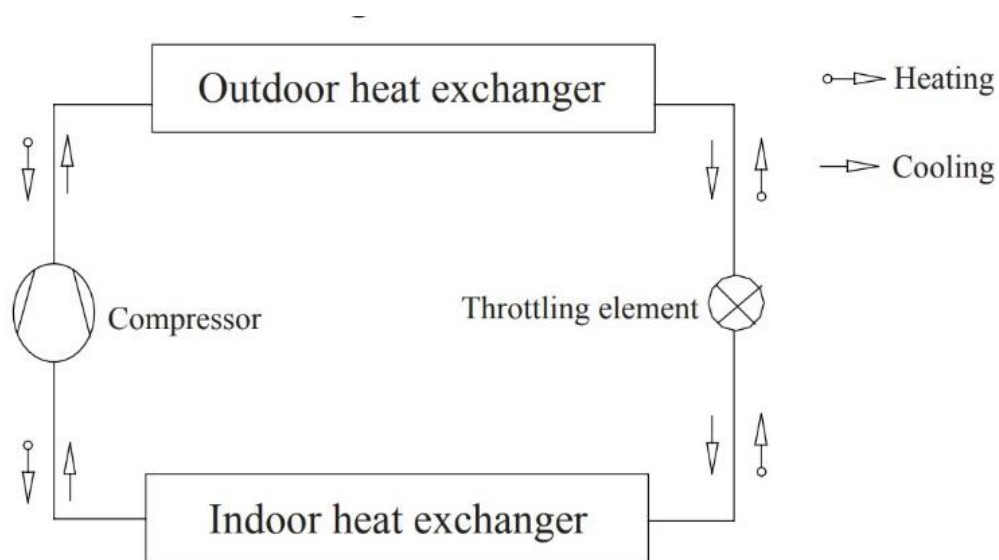 Outdoor heat exchanger
Heating
Cooling
Compressor
Throttling element
Indoor heat exchanger